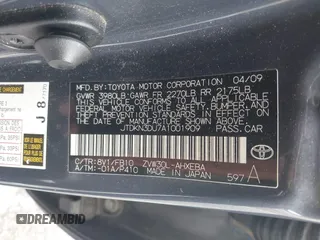 MFD. BY: TOYOTA MOTOR CORPORATION 04/09
GVWR 3980LB GAWR FR 2270LB RR 2175LB
THIS VEHICLE CONFORMS TO ALL APPLICABLE
FEDERAL MOTOR VEHICLE SAFETY, BUMPER, AND
THEFT PREVENTION STANDARDS IN EFFECT ON
THE DATE OF MANUFACTURE SHOWN ABOVE.
JTDKN3DU7A1001909
PASSENGER CAR
C/TR: 8V1/FB10 ZVW30L-AHXEBA
A/TM: -01A/P410 MADE IN JAPAN
597 A
J 8